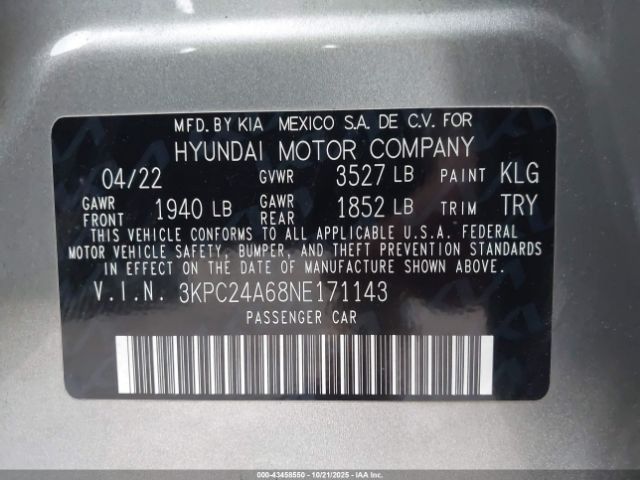 MFD. BY KIA MEXICO S.A. DE C.V. FOR
HYUNDAI MOTOR COMPANY
04/22 GVWR 3527 LB PAINT KLG
GAWR FRONT 1940 LB GAWR REAR 1852 LB TRIM TRY
THIS VEHICLE CONFORMS TO ALL APPLICABLE U.S.A. FEDERAL
MOTOR VEHICLE SAFETY, BUMPER, AND THEFT PREVENTION STANDARDS
IN EFFECT ON THE DATE OF MANUFACTURE SHOWN ABOVE.
V.I.N. 3KPC24A68NE171143
PASSENGER CAR
000-43458550 | 10/21/2025 | IAAI.COM